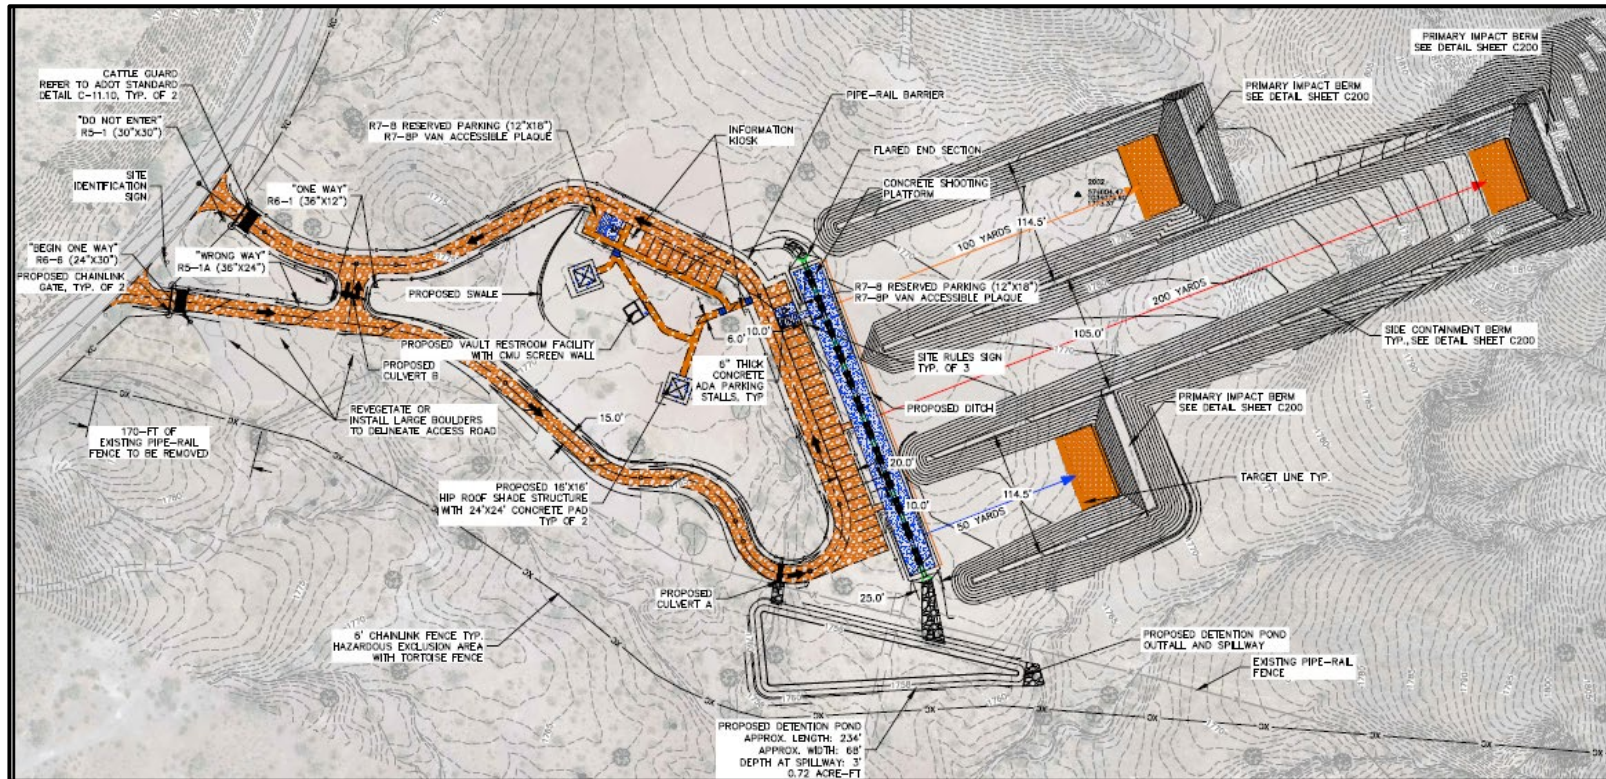 CATTLE GUARD
REFER TO ADOT STANDARD
DETAIL C-11.10, TYP. OF 2
"DO NOT ENTER"
R5-1 (30"X30")
SITE
IDENTIFICATION
SIGN
"ONE WAY"
R6-1 (36"X12")
"BEGIN ONE WAY"
R6-6 (24"X30")
PROPOSED CHAINLINK
GATE, TYP. OF 2
"WRONG WAY"
R5-1A (36"X24")
R7-8 RESERVED PARKING (12"X18")
R7-8P VAN ACCESSIBLE PLAQUE
INFORMATION
KIOSK
PIPE-RAIL BARRIER
FLARED END SECTION
CONCRETE SHOOTING
PLATFORM
PRIMARY IMPACT BERM
SEE DETAIL SHEET C200
PRIMARY IMPACT BERM
SEE DETAIL SHEET C200
2002
114.5'
100 YARDS
200 YARDS
105.0'
R7-8 RESERVED PARKING (12"X18")
R7-8P VAN ACCESSIBLE PLAQUE
SIDE CONTAINMENT BERM
TYP., SEE DETAIL SHEET C200
PROPOSED SWALE
PROPOSED VAULT RESTROOM FACILITY
WITH CMU SCREEN WALL
10.0'
6.0'
6" THICK
CONCRETE
ADA PARKING
STALLS, TYP
SITE RULES SIGN
TYP. OF 3
PROPOSED DITCH
PRIMARY IMPACT BERM
SEE DETAIL SHEET C200
PROPOSED
CULVERT B
REVEGETATE OR
INSTALL LARGE BOULDERS
TO DELINEATE ACCESS ROAD
15.0'
170-FT OF
EXISTING PIPE-RAIL
FENCE TO BE REMOVED
PROPOSED 16'X16'
HIP ROOF SHADE STRUCTURE
WITH 24'X24' CONCRETE PAD
TYP OF 2
20.0'
10.0'
114.5'
50 YARDS
TARGET LINE TYP.
PROPOSED
CULVERT A
25.0'
6' CHAINLINK FENCE TYP.
HAZARDOUS EXCLUSION AREA
WITH TORTOISE FENCE
PROPOSED DETENTION POND
OUTFALL AND SPILLWAY
EXISTING PIPE-RAIL
FENCE
PROPOSED DETENTION POND
APPROX. LENGTH: 234'
APPROX. WIDTH: 68'
DEPTH AT SPILLWAY: 3'
0.72 ACRE-FT